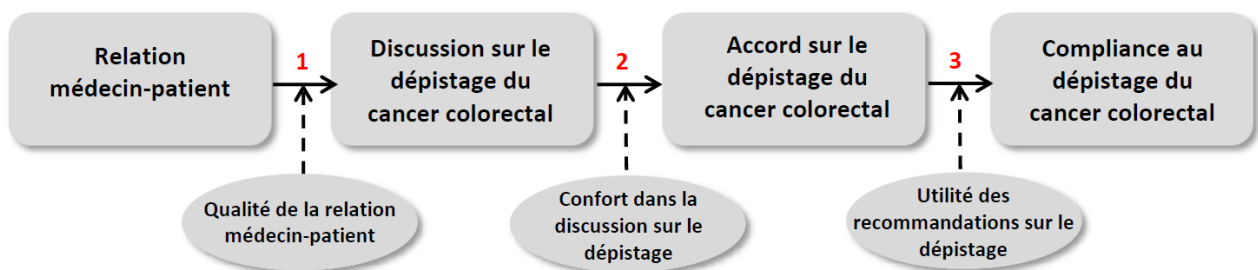 Relation
médecin-patient
1
Discussion sur le
dépistage du
cancer colorectal
2
Accord sur le
dépistage du
cancer colorectal
3
Compliance au
dépistage du
cancer colorectal
Qualité de la relation
médecin-patient
Confort dans la
discussion sur le
dépistage
Utilité des
recommandations sur le
dépistage